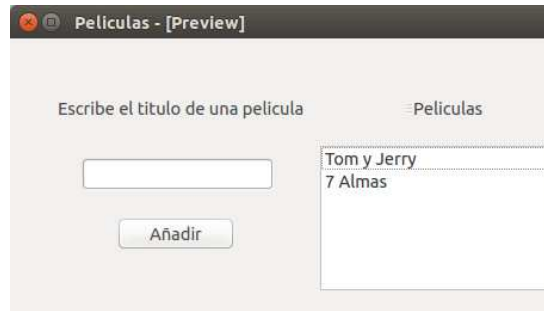 Peliculas - [Preview]
Escribe el titulo de una pelicula
Peliculas
Tom y Jerry
7 Almas
Añadir